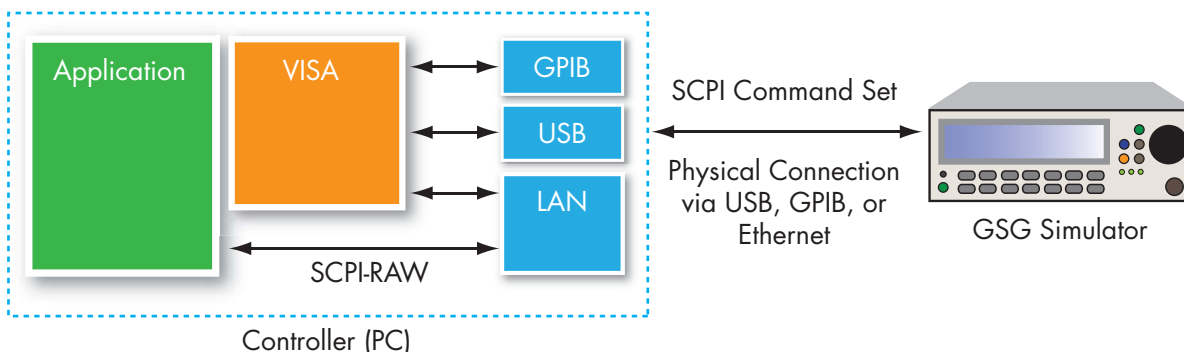 Application
VISA
GPIB
USB
LAN
SCPI-RAW
Controller (PC)
SCPI Command Set
Physical Connection
via USB, GPIB, or
Ethernet
GSG Simulator